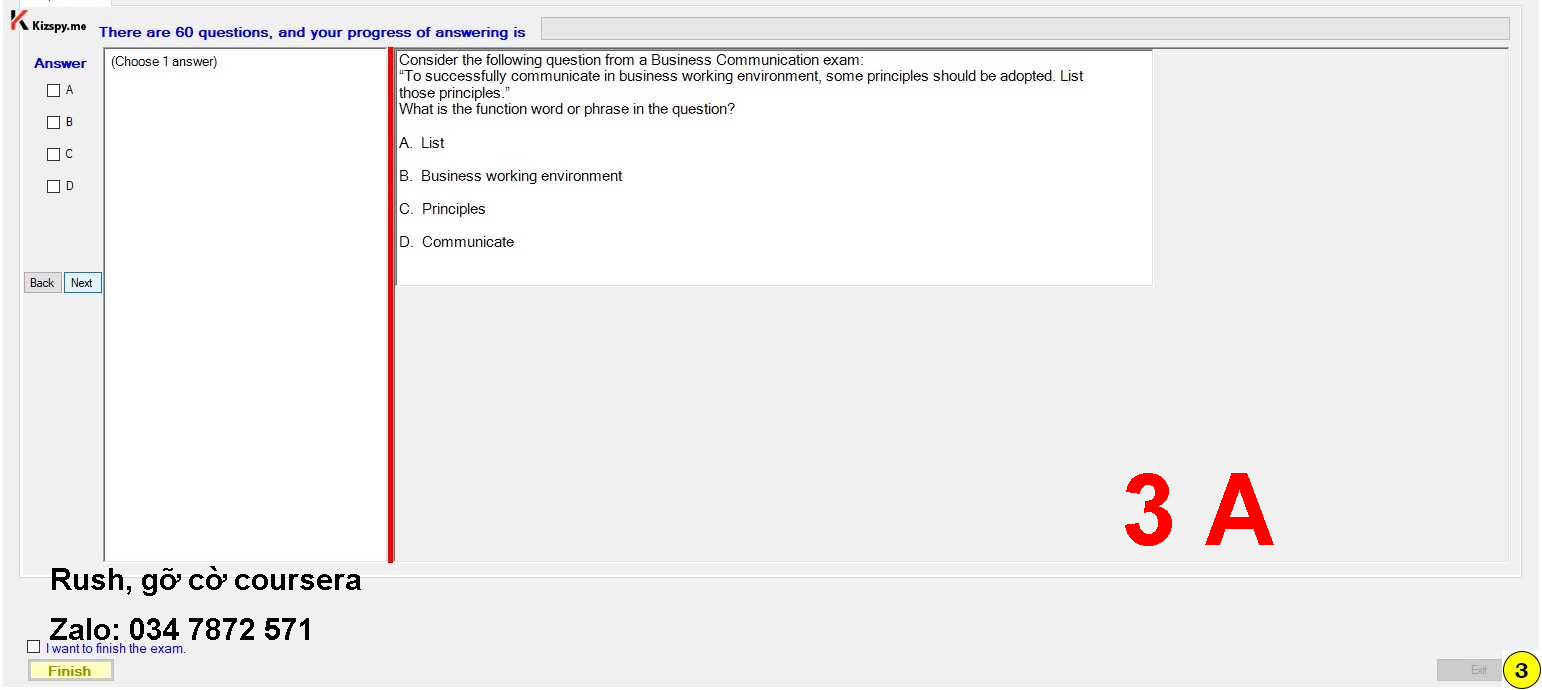 Kizspy.me
There are 60 questions, and your progress of answering is
Answer
A
B
C
D
Back
Next
(Choose 1 answer)
Consider the following question from a Business Communication exam:
“To successfully communicate in business working environment, some principles should be adopted. List
those principles.”
What is the function word or phrase in the question?
A. List
B. Business working environment
C. Principles
D. Communicate
3 A
Rush, gỡ cờ coursera
Zalo: 034 7872 571
I want to finish the exam.
Finish
Exit
3